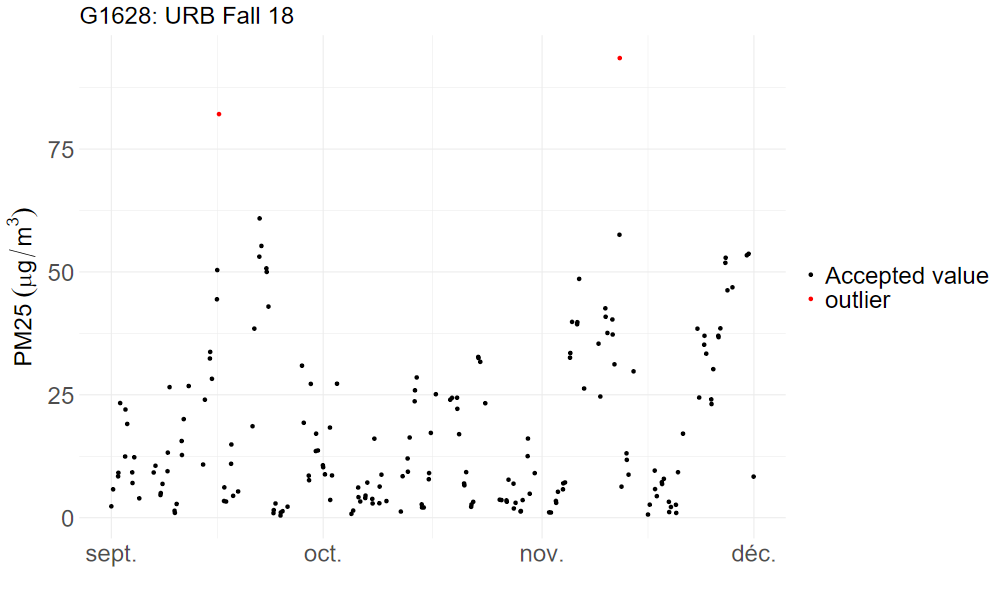 G1628: URB Fall 18
PM25 (μg/m³)
75
50
25
0
sept.
oct.
nov.
déc.
Accepted value
outlier